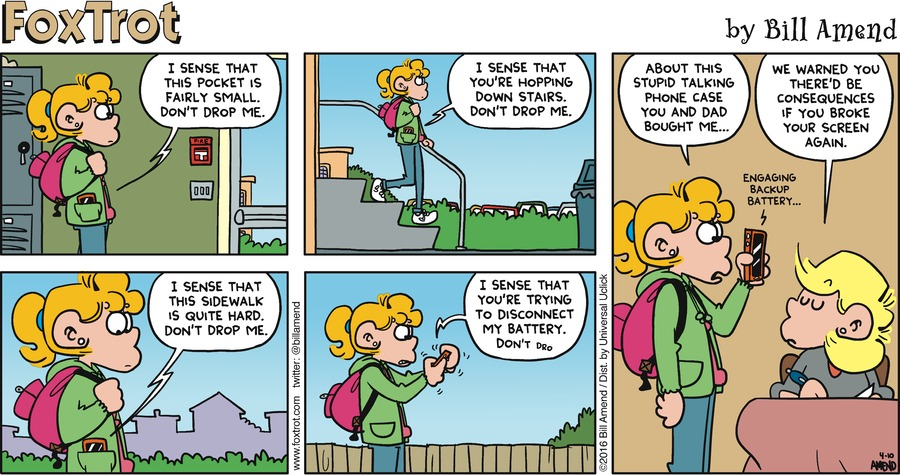 FoxTrot
by Bill Amend
I SENSE THAT
THIS POCKET IS
FAIRLY SMALL.
DON'T DROP ME.
FIRE
I SENSE THAT
YOU'RE HOPPING
DOWN STAIRS.
DON'T DROP ME.
I SENSE THAT
THIS SIDEWALK
IS QUITE HARD.
DON'T DROP ME.
www.foxtrot.com twitter: @billamend
I SENSE THAT
YOU'RE TRYING
TO DISCONNECT
MY BATTERY.
DON'T DRO
©2016 Bill Amend / Dist. by Universal Uclick
ABOUT THIS
STUPID TALKING
PHONE CASE
YOU AND DAD
BOUGHT ME...
WE WARNED YOU
THERE'D BE
CONSEQUENCES
IF YOU BROKE
YOUR SCREEN
AGAIN.
ENGAGING
BACKUP
BATTERY...
4-10
AMEND